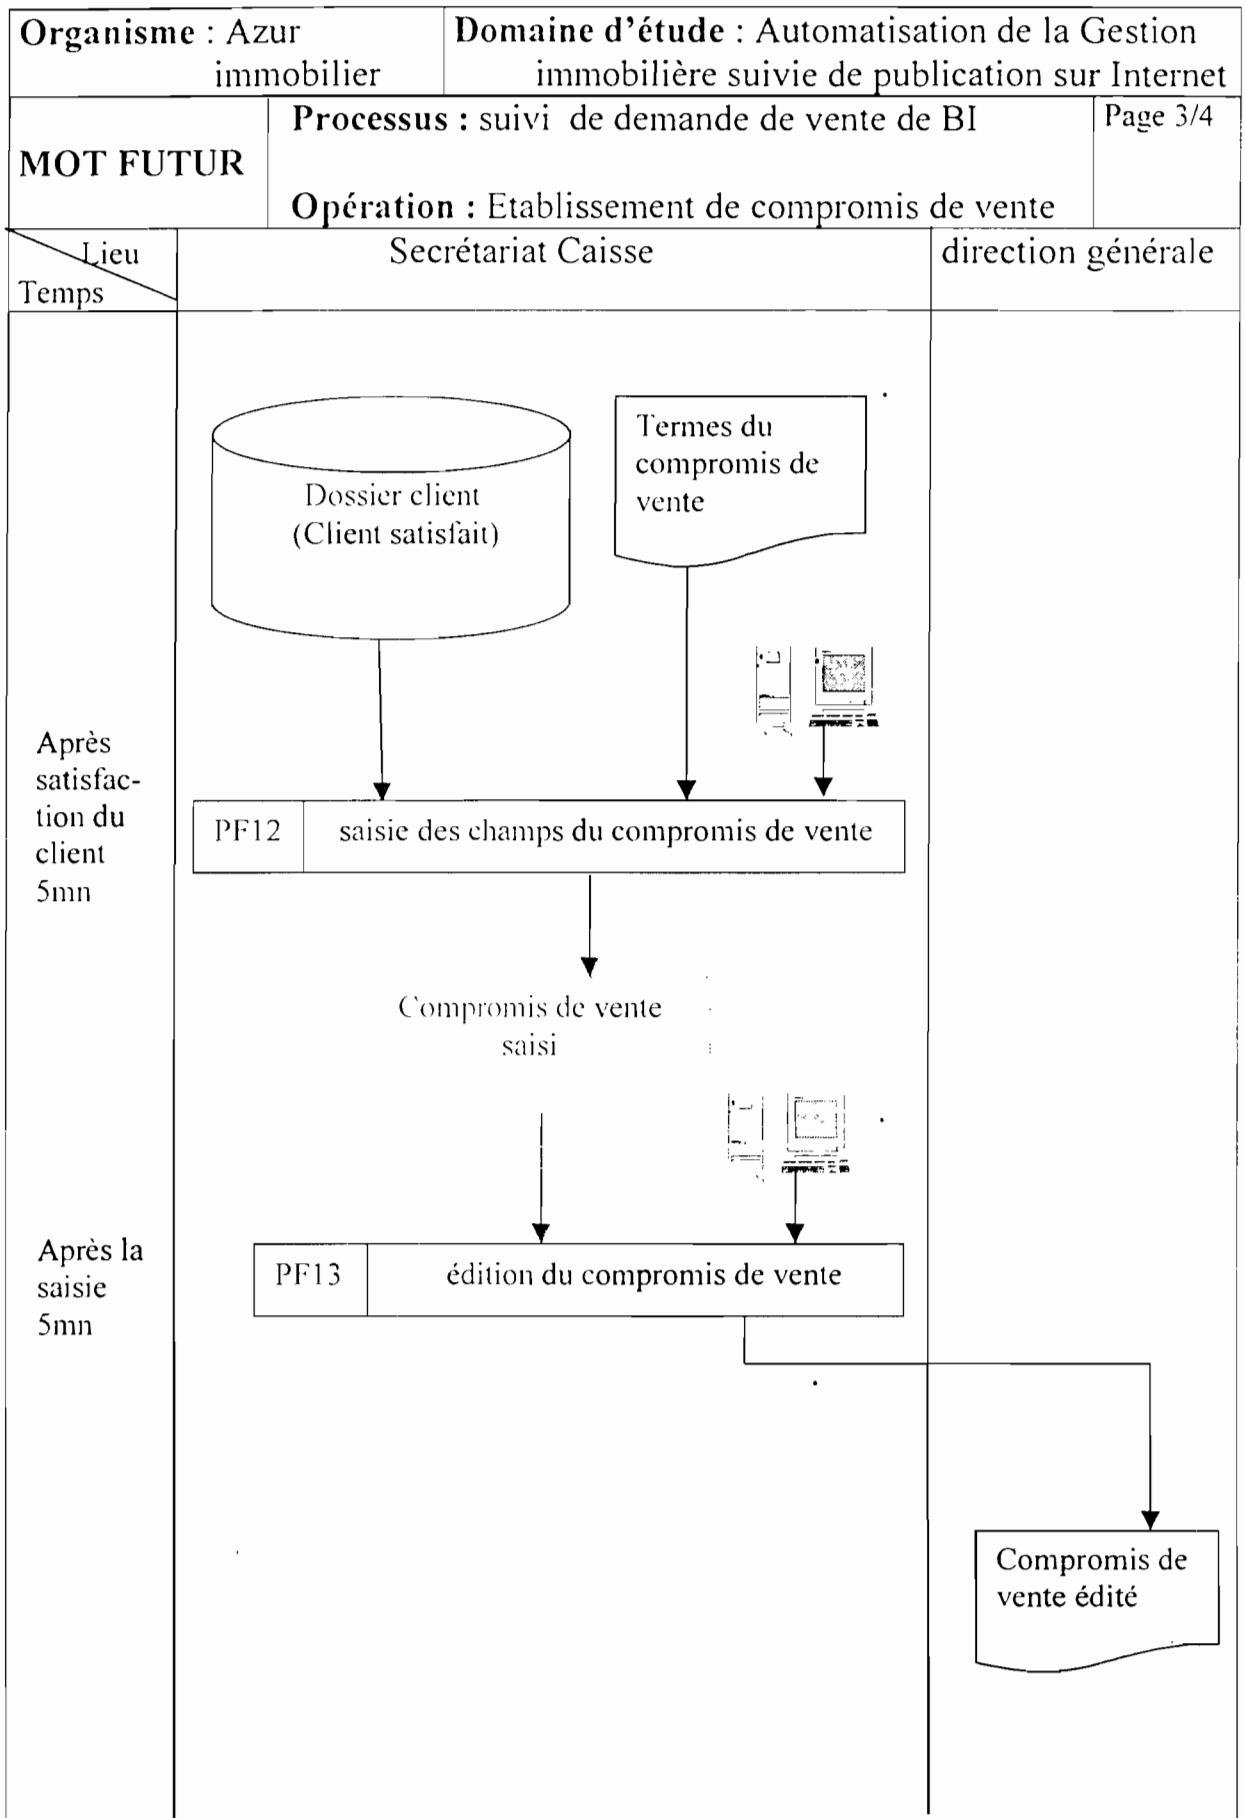 Organisme : Azur
immobilier
Domaine d'étude : Automatisation de la Gestion
immobilière suivie de publication sur Internet
MOT FUTUR
Processus : suivi de demande de vente de BI
Page 3/4
Opération : Etablissement de compromis de vente
Lieu
Temps
Secrétariat Caisse
direction générale
Dossier client
(Client satisfait)
Termes du
compromis de
vente
Après
satisfac-
tion du
client
5mn
PF12
saisie des champs du compromis de vente
Compromis de vente
saisi
Après la
saisie
5mn
PF13
édition du compromis de vente
Compromis de
vente édité